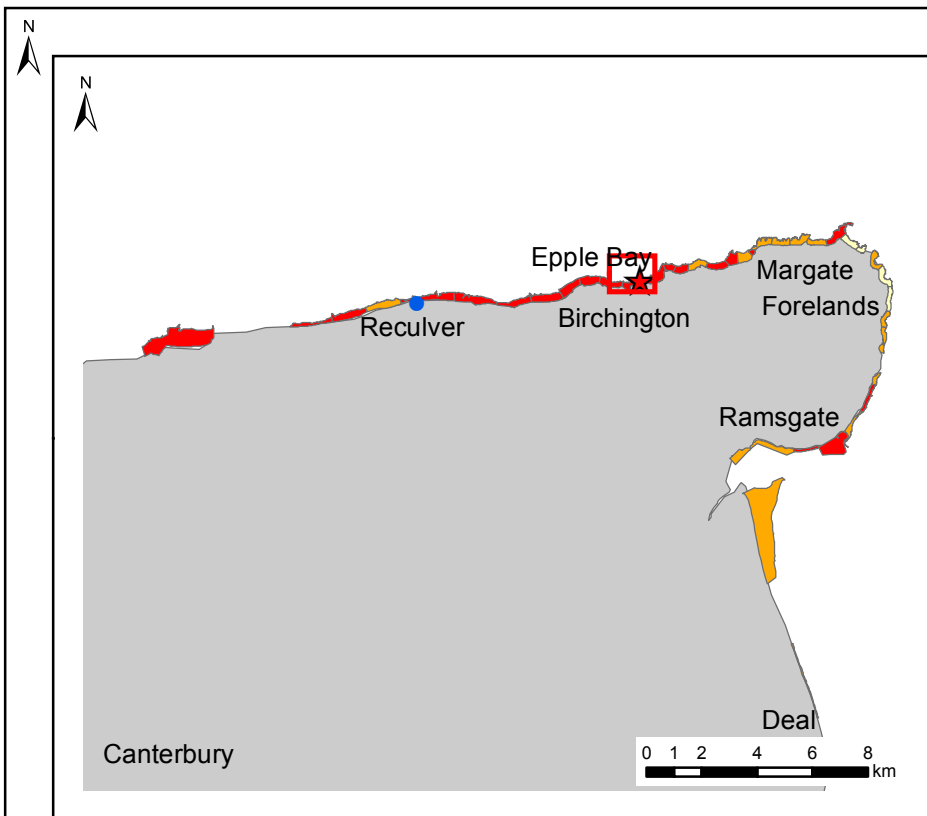 N
N
Epple Bay
Margate
Birchington
Forelands
Reculver
Ramsgate
Deal
Canterbury
0 1 2 4 6 8
km